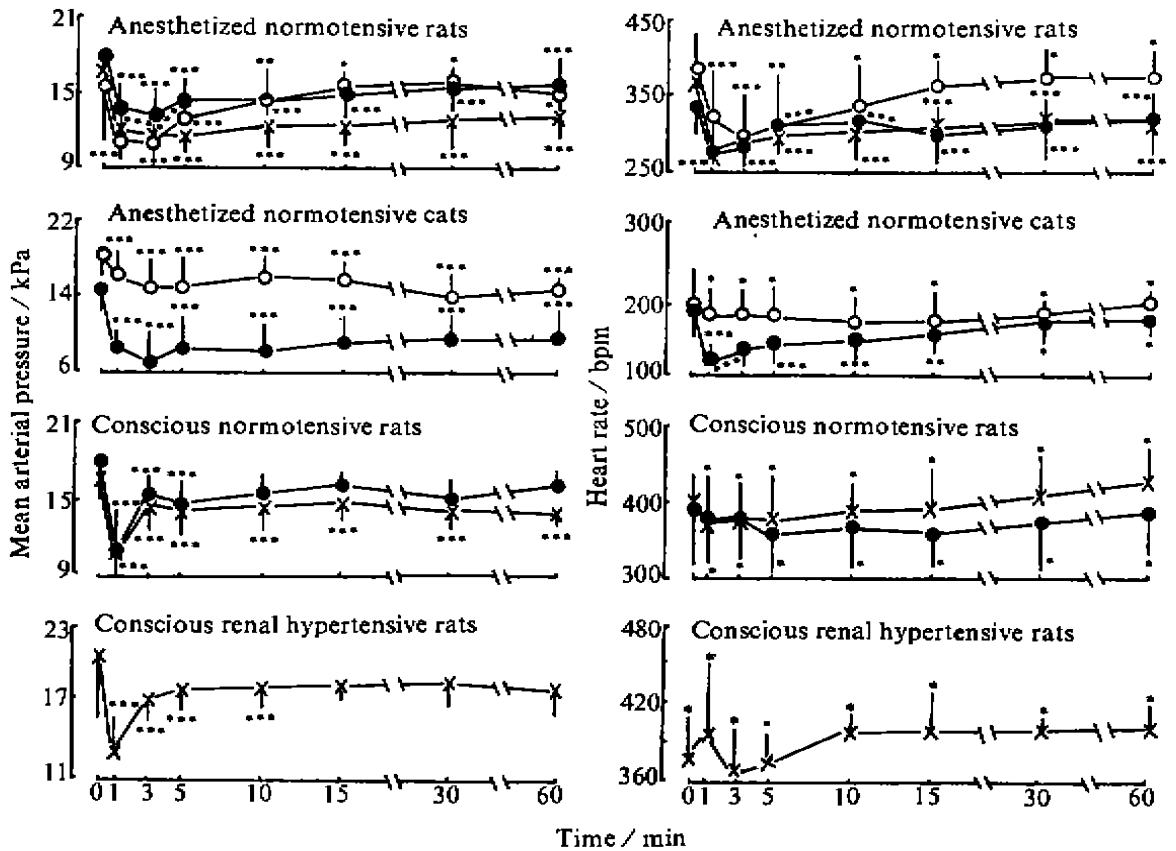 Anesthetized normotensive rats
21
15
9
Anesthetized normotensive cats
22
14
6
Conscious normotensive rats
21
15
9
Conscious renal hypertensive rats
23
17
11
0 1 3 5 10 15 30 60
Mean arterial pressure / kPa
Anesthetized normotensive rats
450
350
250
Anesthetized normotensive cats
300
200
100
Conscious normotensive rats
500
400
300
Conscious renal hypertensive rats
480
420
360
0 1 3 5 10 15 30 60
Heart rate / bpm
Time / min